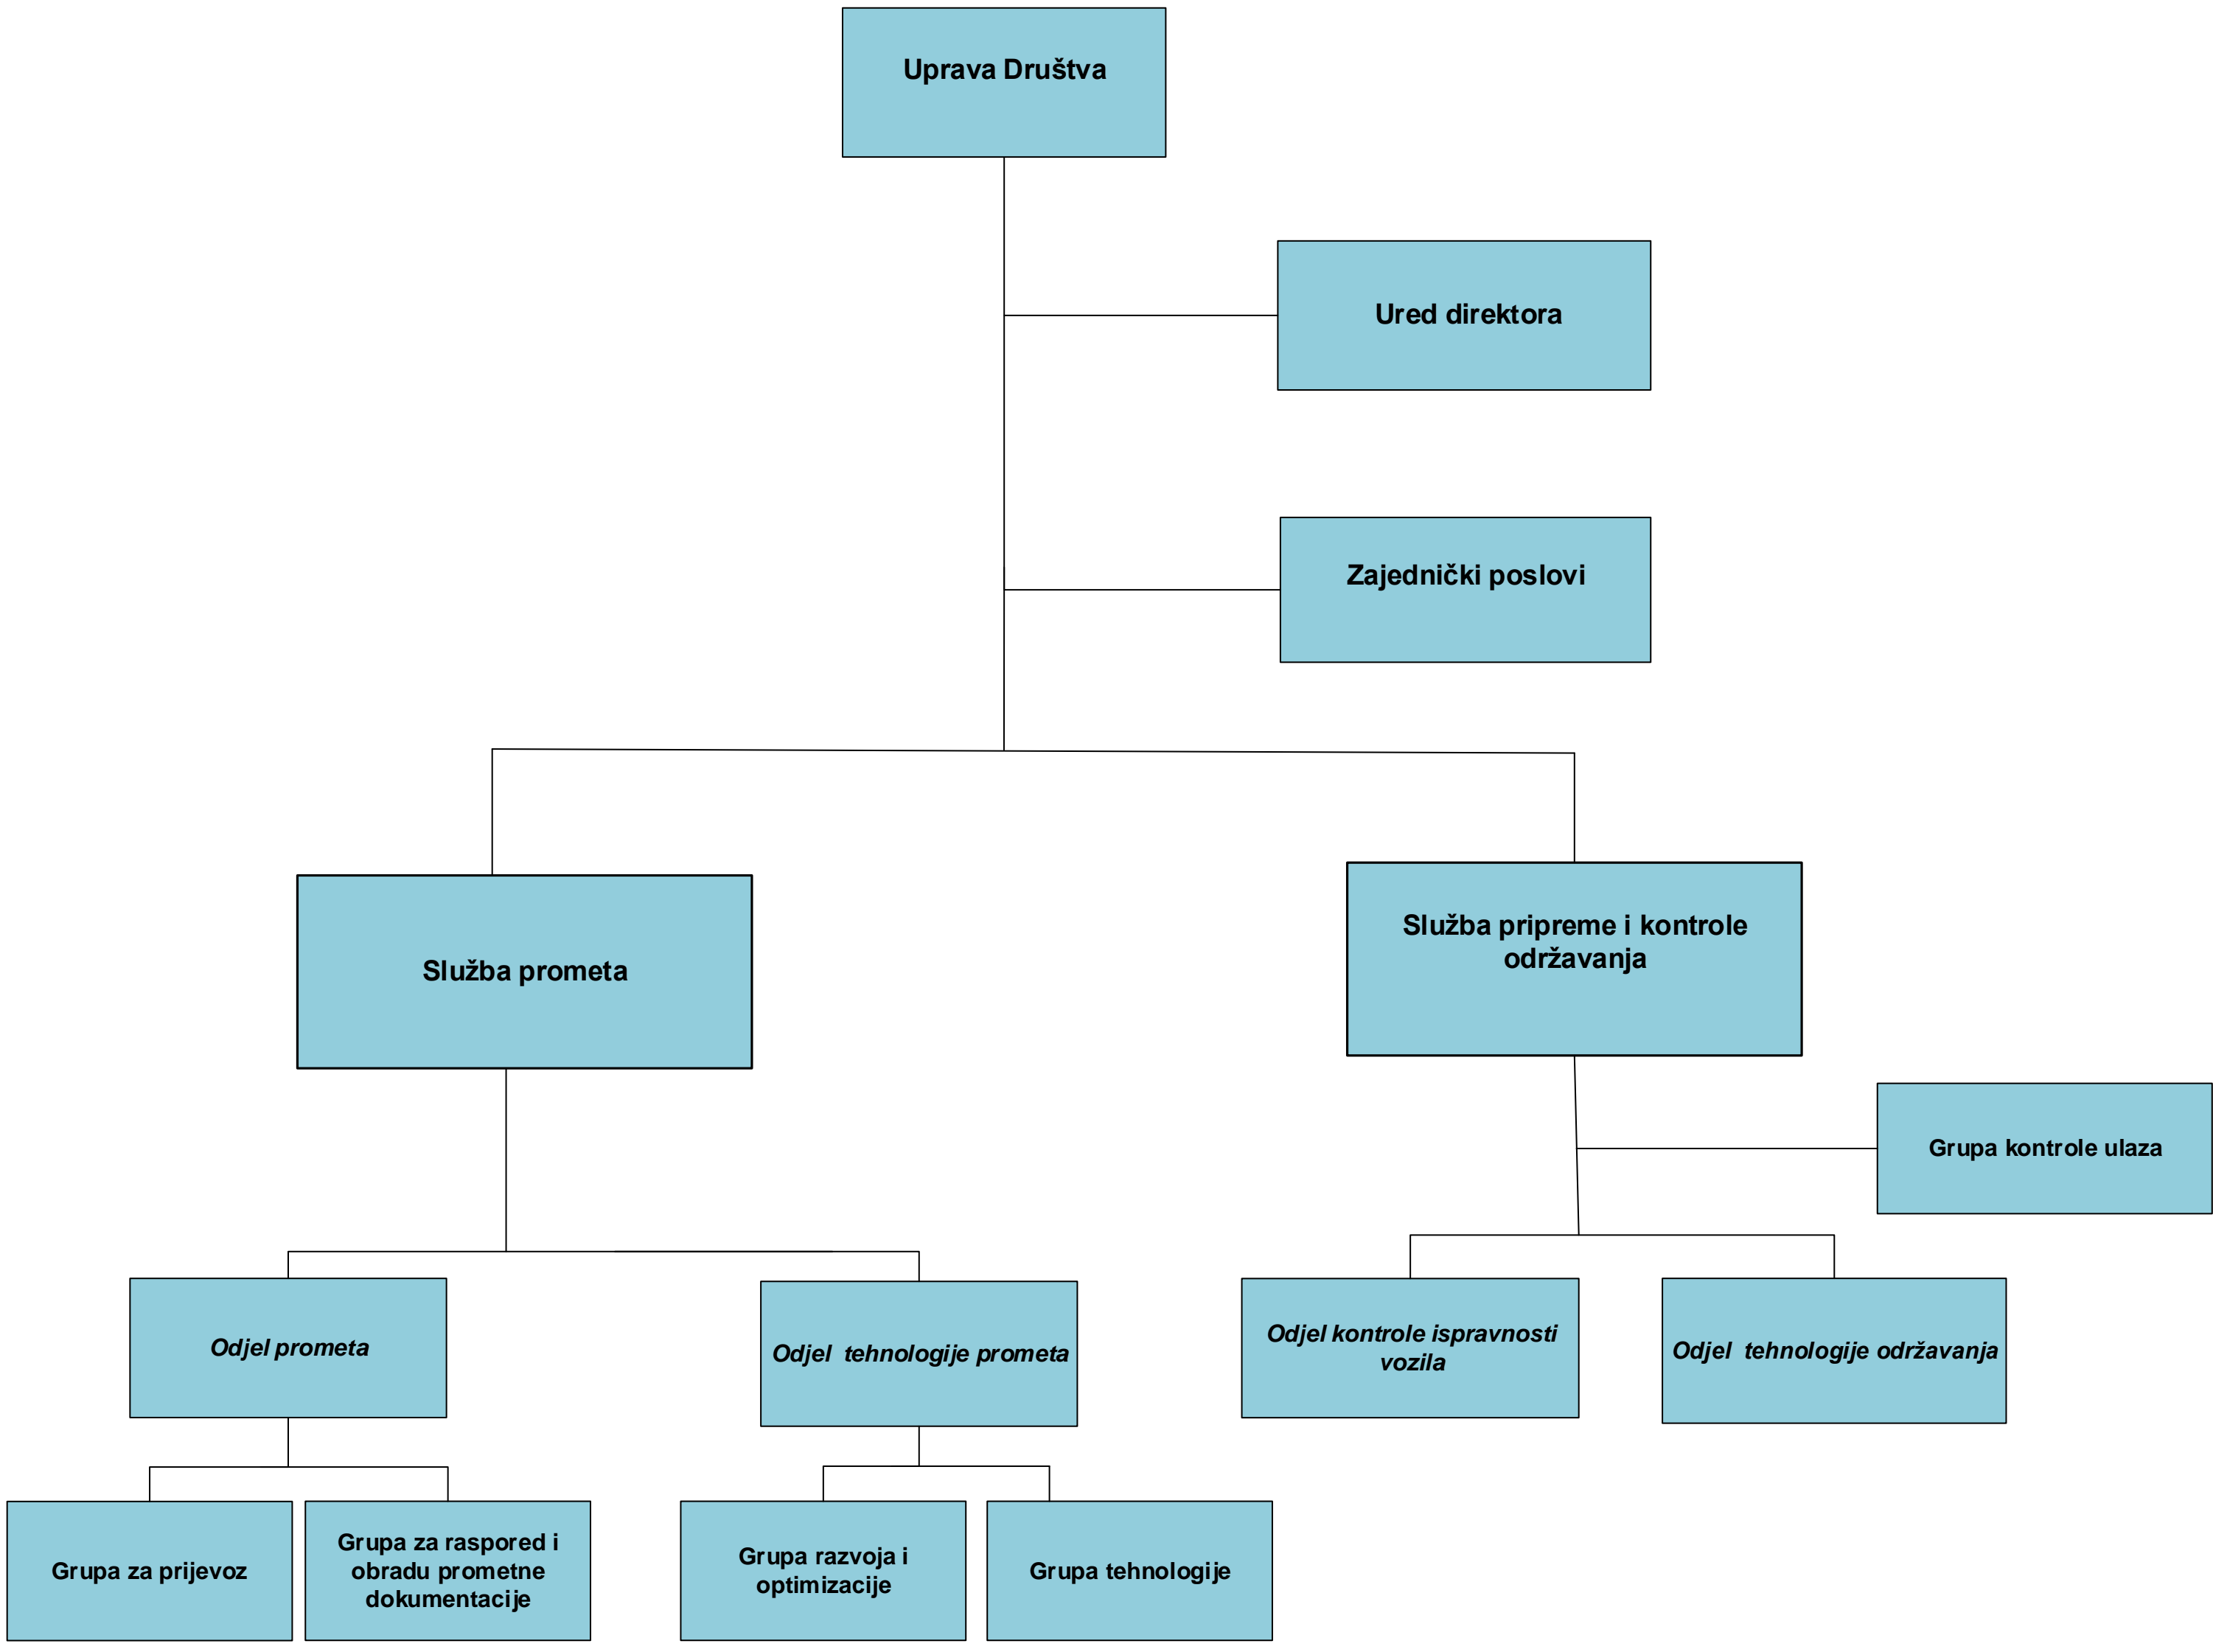 Uprava Društva
Ured direktora
Zajednički poslovi
Služba prometa
Služba pripreme i kontrole
održavanja
Grupa kontrole ulaza
Odjel prometa
Odjel  tehnologije prometa
Odjel kontrole ispravnosti
vozila
Odjel  tehnologije održavanja
Grupa za prijevoz
Grupa za raspored i
obradu prometne
dokumentacije
Grupa razvoja i
optimizacije
Grupa tehnologije